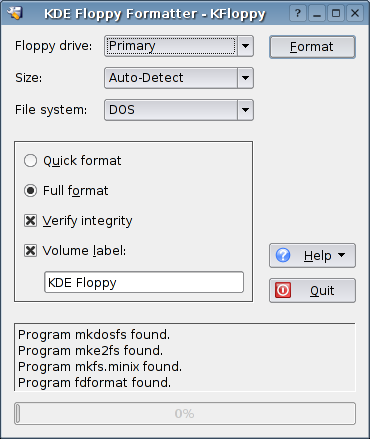 KDE Floppy Formatter - KFloppy
Floppy drive: Primary Format
Size: Auto-Detect
File system: DOS
Quick format
Full format
Verify integrity
Volume label:
KDE Floppy
Help
Quit
Program mkdosfs found.
Program mke2fs found.
Program mkfs.minix found.
Program fdformat found.
0%